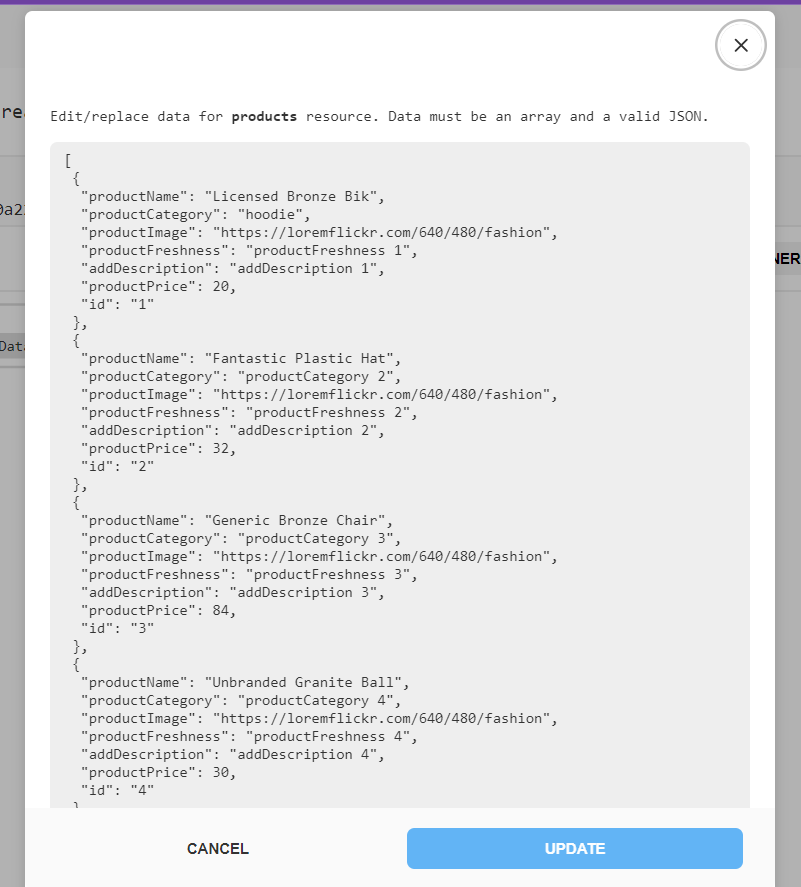 Edit/replace data for products resource. Data must be an array and a valid JSON.
[
{
"productName": "Licensed Bronze Bik",
"productCategory": "hoodie",
"productImage": "https://loremflickr.com/640/480/fashion",
"productFreshness": "productFreshness 1",
"addDescription": "addDescription 1",
"productPrice": 20,
"id": "1"
},
{
"productName": "Fantastic Plastic Hat",
"productCategory": "productCategory 2",
"productImage": "https://loremflickr.com/640/480/fashion",
"productFreshness": "productFreshness 2",
"addDescription": "addDescription 2",
"productPrice": 32,
"id": "2"
},
{
"productName": "Generic Bronze Chair",
"productCategory": "productCategory 3",
"productImage": "https://loremflickr.com/640/480/fashion",
"productFreshness": "productFreshness 3",
"addDescription": "addDescription 3",
"productPrice": 84,
"id": "3"
},
{
"productName": "Unbranded Granite Ball",
"productCategory": "productCategory 4",
"productImage": "https://loremflickr.com/640/480/fashion",
"productFreshness": "productFreshness 4",
"addDescription": "addDescription 4",
"productPrice": 30,
"id": "4"
}
CANCEL
UPDATE